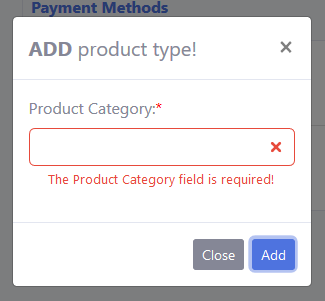 Payment Methods
ADD product type!
×
Product Category:*
The Product Category field is required!
Close
Add